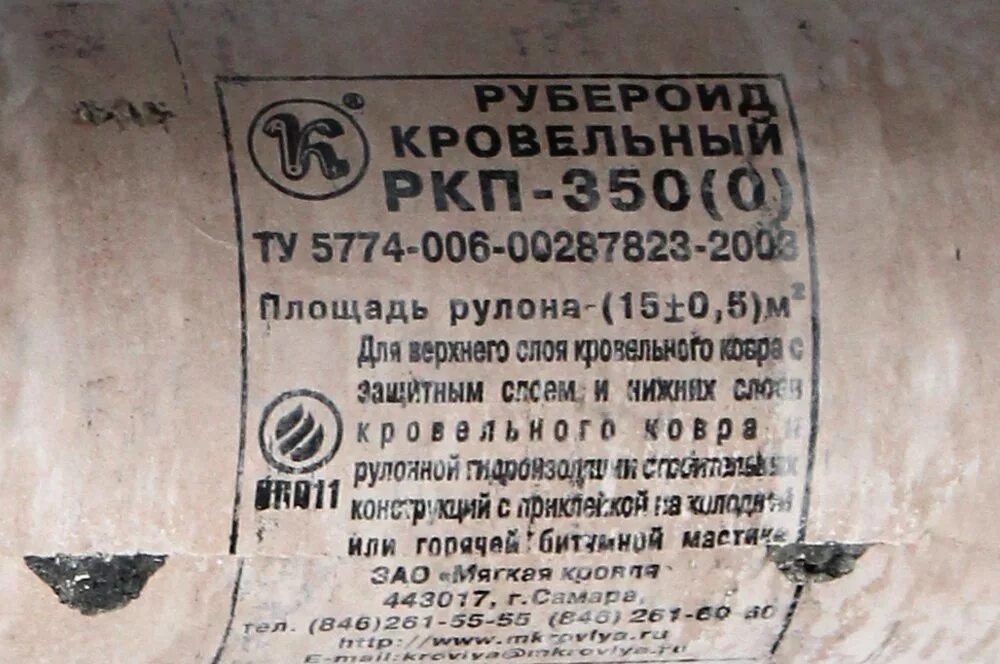 К ®
РУБЕРОИД
КРОВЕЛЬНЫЙ
РКП-350(0)
ТУ 5774-006-00287823-2003
Площадь рулона-(15±0,5)м²
Для верхнего слоя кровельного ковра с
защитным слоем и нижних слоев
кровельного ковра и
рулонной гидроизоляции строительных
конструкций с приклейкой на холодной
или горячей битумной мастике
ЗАО «Мягкая кровля»
443017, г.Самара,
тел. (846)261-55-55 (846) 261-60-60
http://www.mkrovlya.ru
E-mail:krovlya@mkrovlya.ru